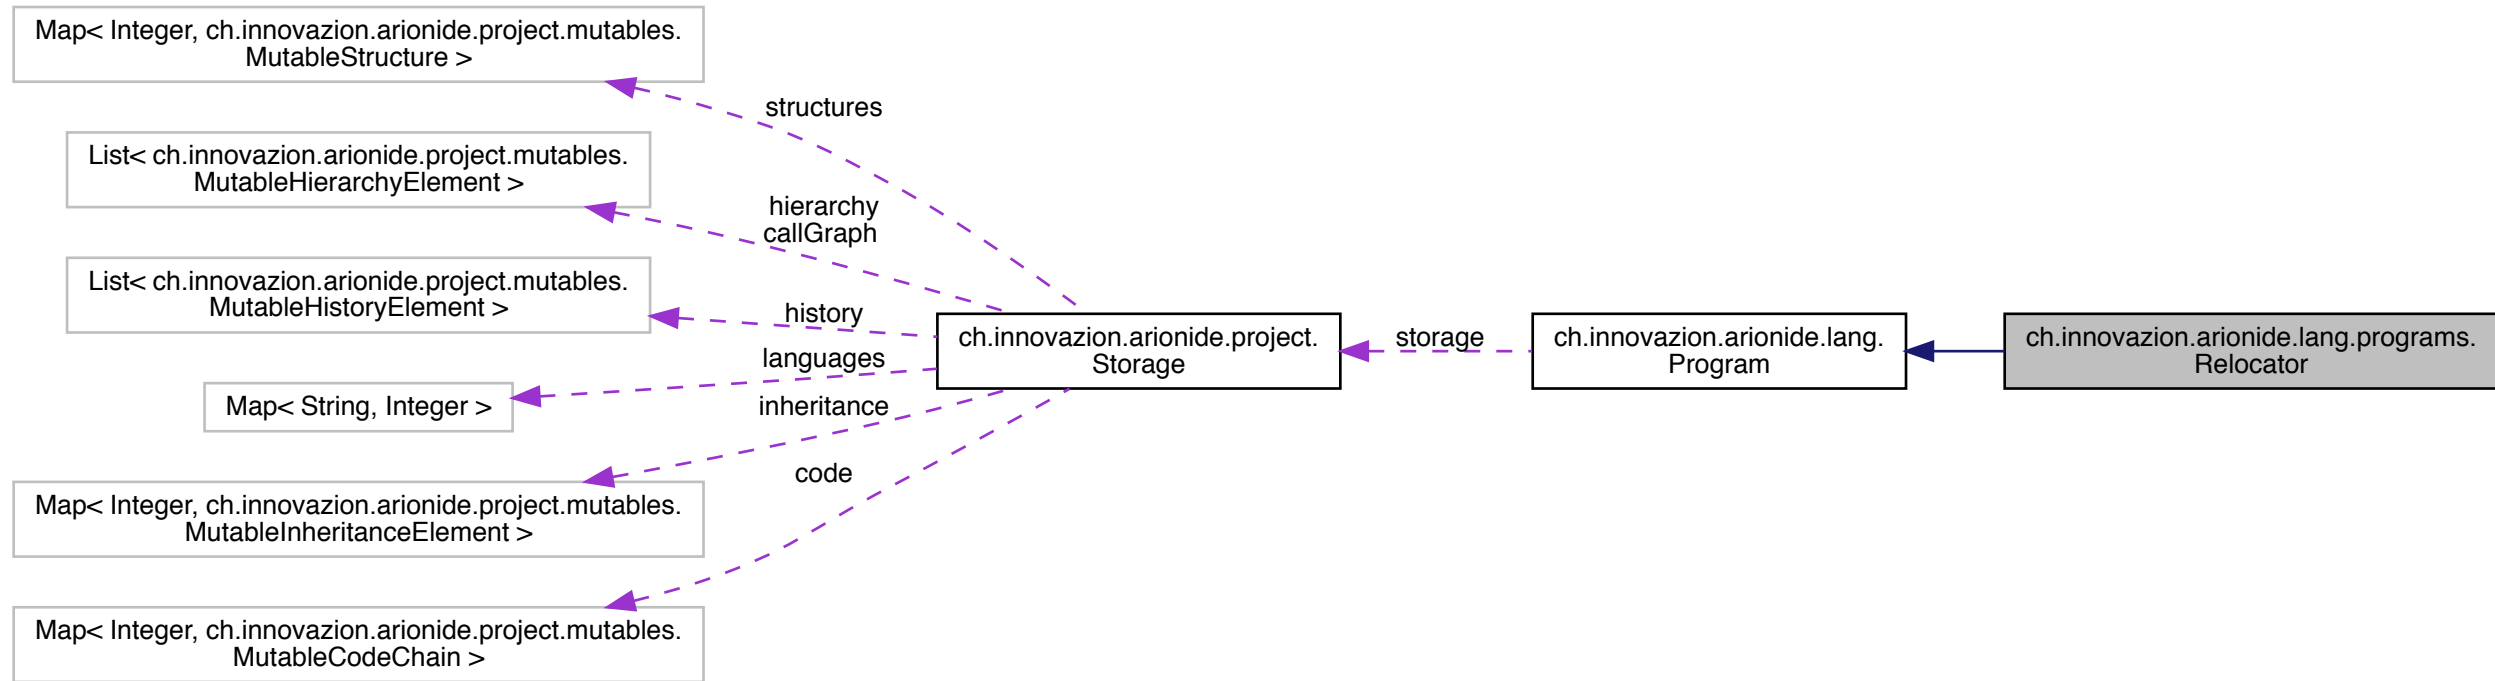 Map< Integer, ch.innovazion.arionide.project.mutables.
MutableStructure >
structures
List< ch.innovazion.arionide.project.mutables.
MutableHierarchyElement >
hierarchy
callGraph
List< ch.innovazion.arionide.project.mutables.
MutableHistoryElement >
history
languages
Map< String, Integer >
inheritance
Map< Integer, ch.innovazion.arionide.project.mutables.
MutableInheritanceElement >
code
Map< Integer, ch.innovazion.arionide.project.mutables.
MutableCodeChain >
ch.innovazion.arionide.project.
Storage
storage
ch.innovazion.arionide.lang.
Program
ch.innovazion.arionide.lang.programs.
Relocator